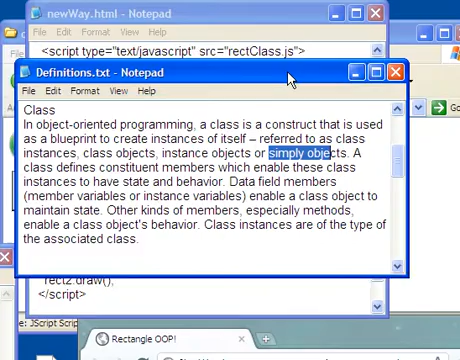 newWay.html - Notepad
File Edit Format View Help
<script type="text/javascript" src="rectClass.js">
Definitions.txt - Notepad
File Edit Format View Help
Class
In object-oriented programming, a class is a construct that is used
as a blueprint to create instances of itself – referred to as class
instances, class objects, instance objects or simply objects. A
class defines constituent members which enable these class
instances to have state and behavior. Data field members
(member variables or instance variables) enable a class object to
maintain state. Other kinds of members, especially methods,
enable a class object's behavior. Class instances are of the type of
the associated class.
rect2.draw();
</script>
JScript Script
Rectangle OOP!